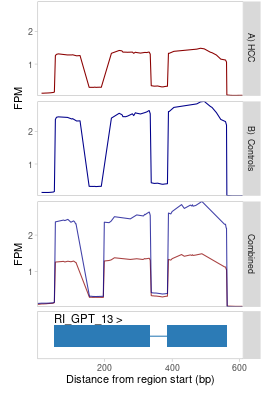 2
1
A) HCC
FPM
2
1
B) Controls
2
1
FPM
Combined
RI_GPT_13 >
200
400
600
Distance from region start (bp)